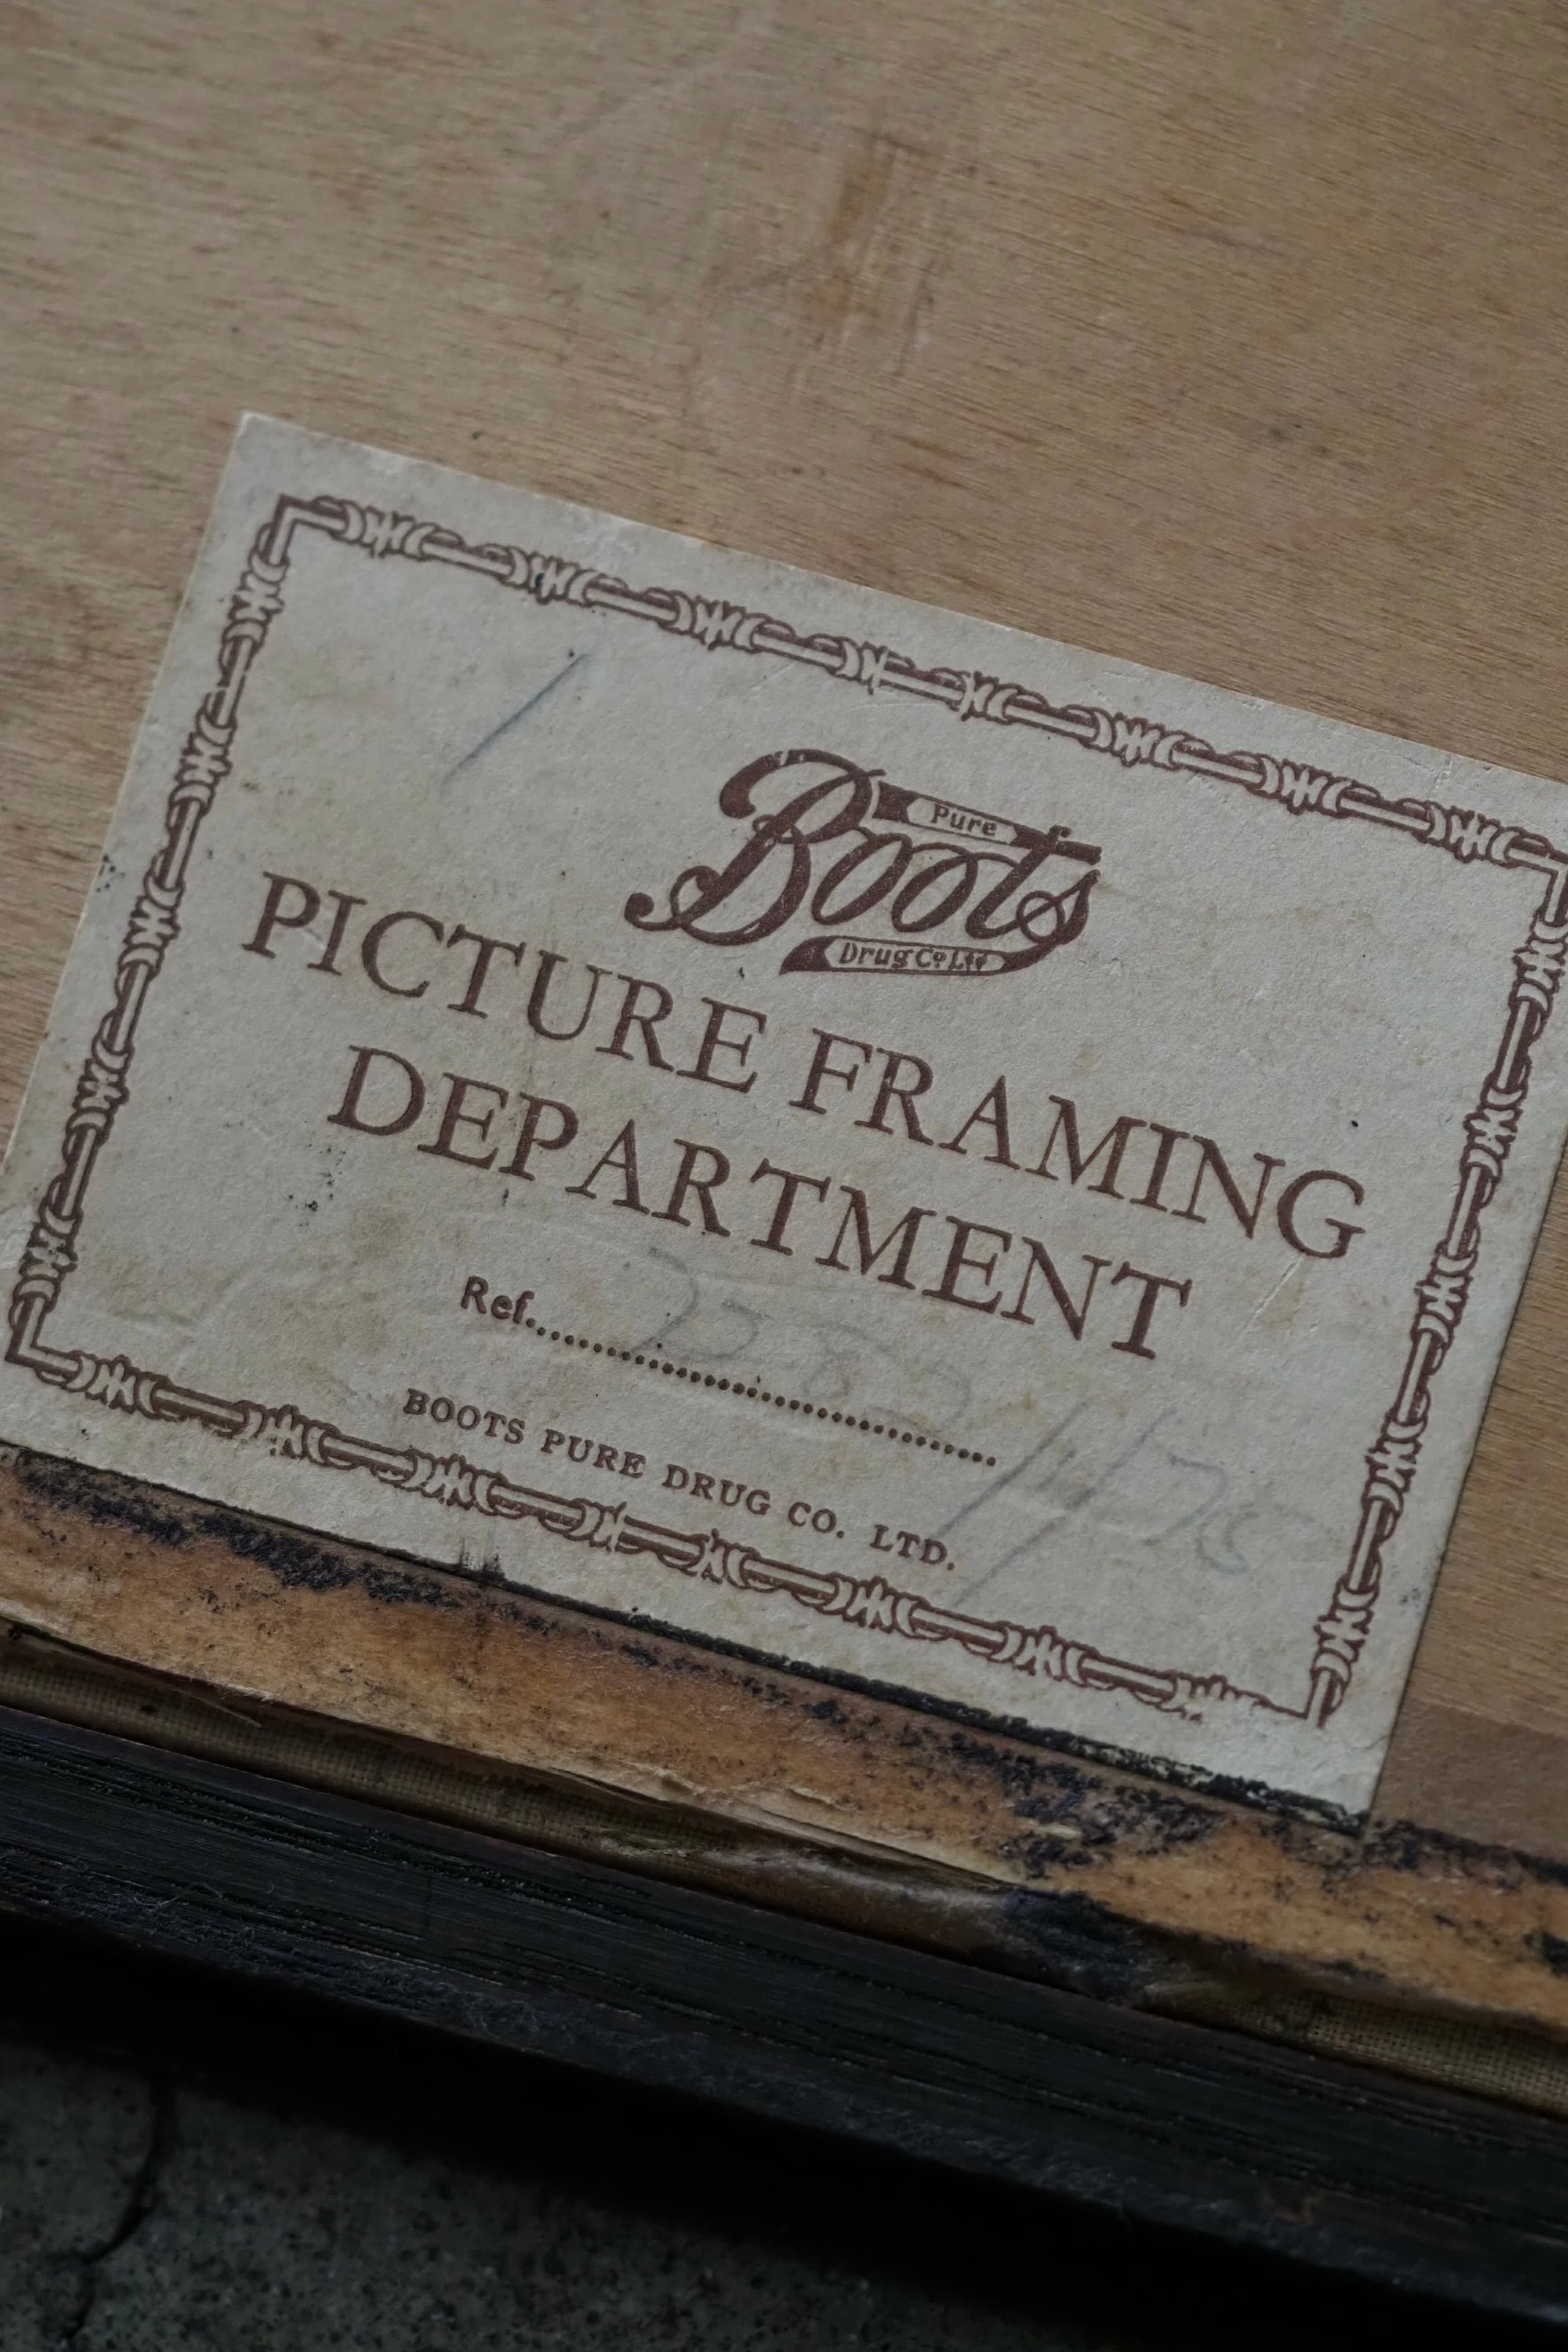 Pure
Boots
Drug Co Ltd
PICTURE FRAMING
DEPARTMENT
Ref..............................
BOOTS PURE DRUG CO. LTD.